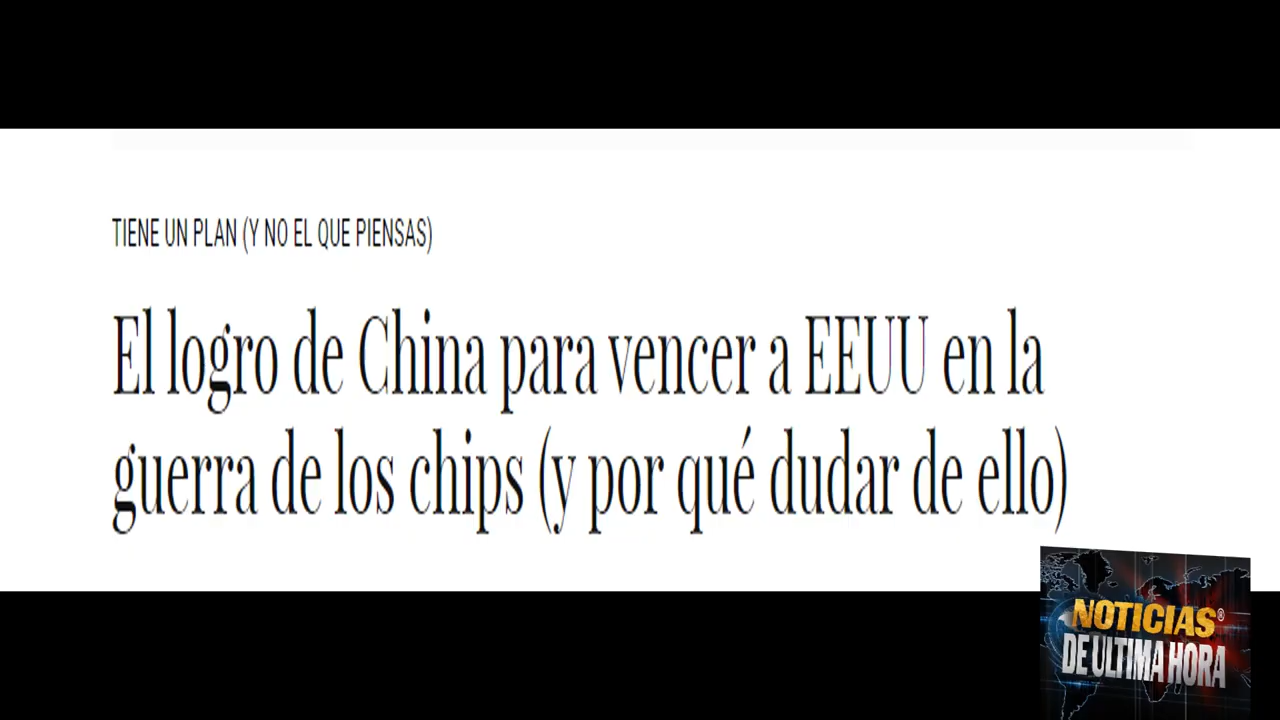 TIENE UN PLAN (Y NO EL QUE PIENSAS)
El logro de China para vencer a EEUU en la
guerra de los chips (y por qué dudar de ello)
NOTICIAS®
DE ULTIMA HORA